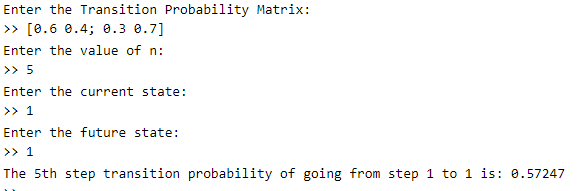 Enter the Transition Probability Matrix:
>> [0.6 0.4; 0.3 0.7]
Enter the value of n:
>> 5
Enter the current state:
>> 1
Enter the future state:
>> 1
The 5th step transition probability of going from step 1 to 1 is: 0.57247
>>